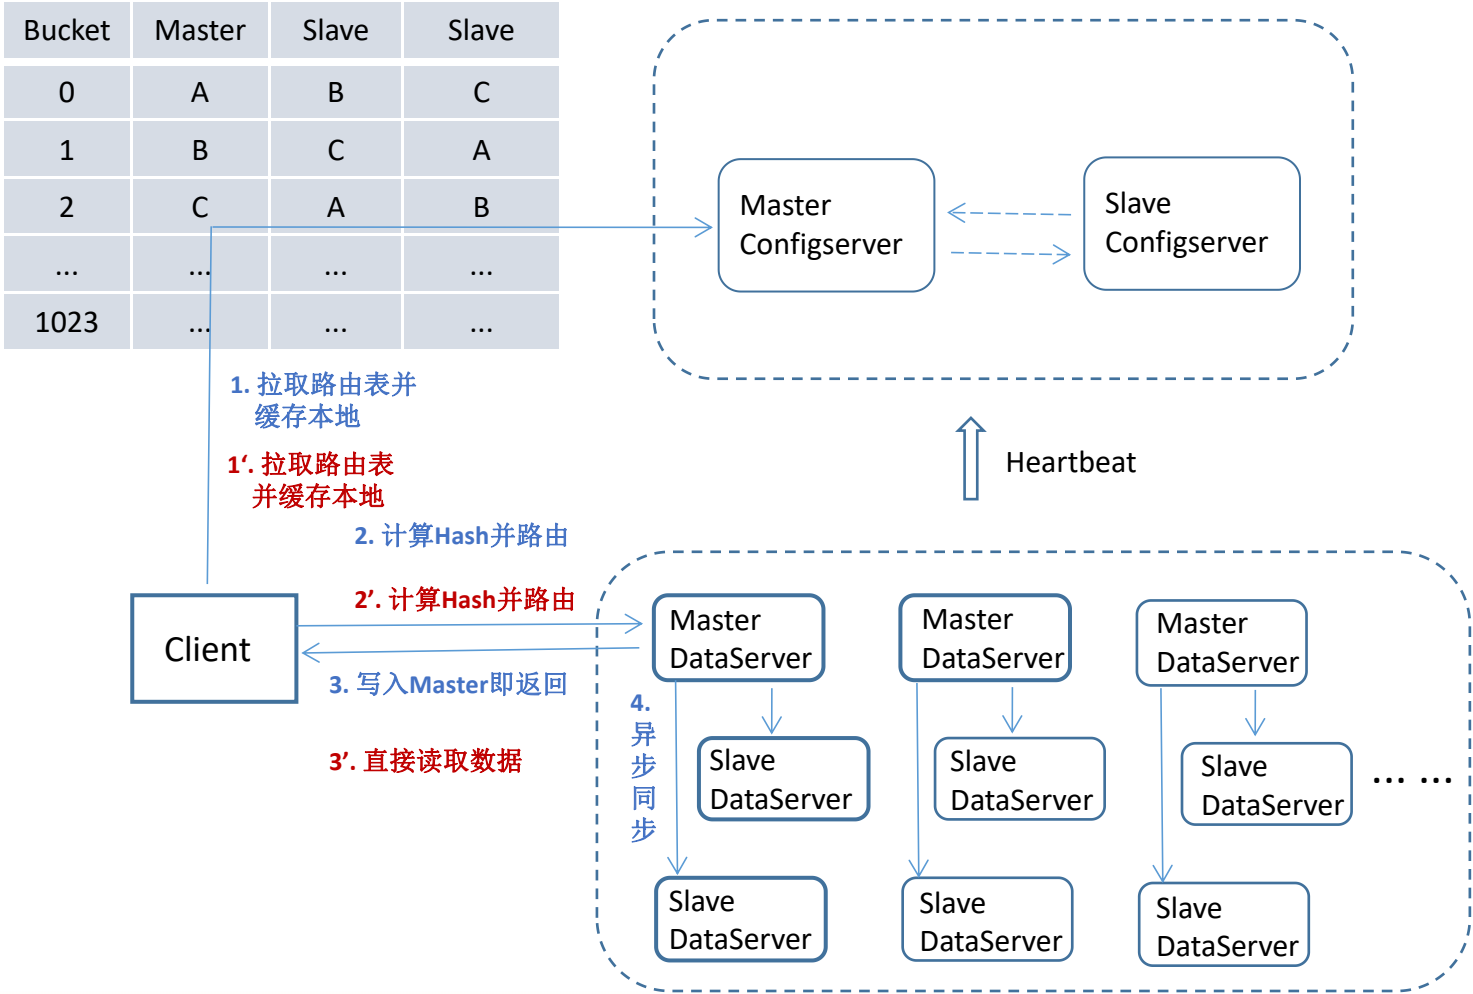 Bucket Master Slave Slave
0 A B C
1 B C A
2 C A B
... ... ... ...
1023 ... ... ...
Master
Configserver
Slave
Configserver
1. 拉取路由表并
缓存本地
1‘. 拉取路由表
并缓存本地
Heartbeat
2. 计算Hash并路由
2’. 计算Hash并路由
Client
3. 写入Master即返回
3’. 直接读取数据
4.
异
步
同
步
Master
DataServer
Slave
DataServer
Slave
DataServer
Master
DataServer
Slave
DataServer
Slave
DataServer
Master
DataServer
Slave
DataServer
Slave
DataServer
... ...